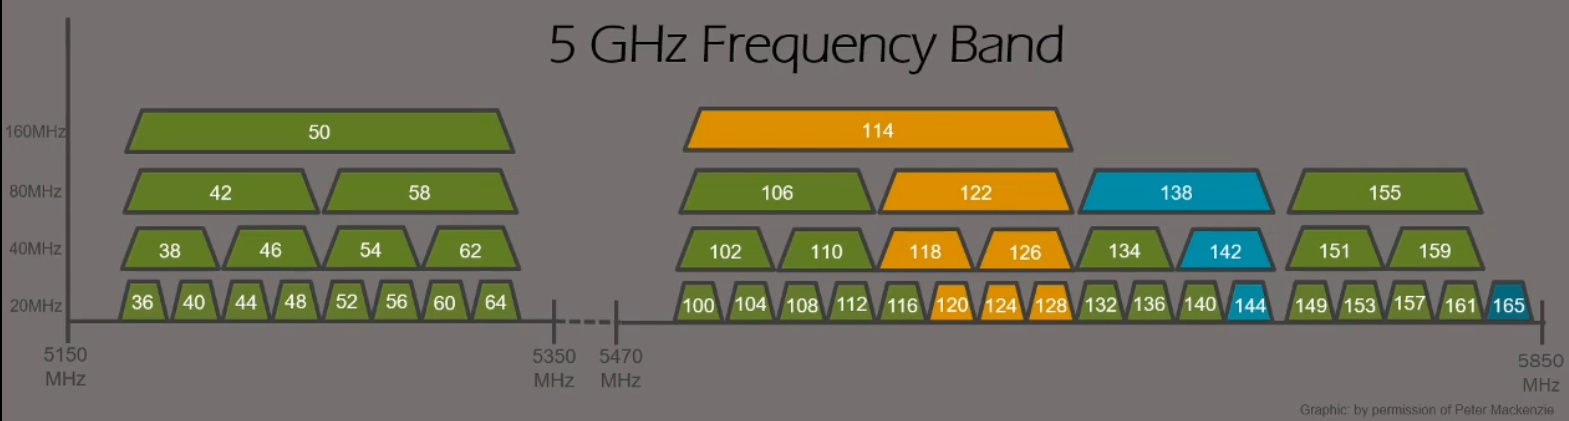 5 GHz Frequency Band
160MHz 50 114
80MHz 42 58 106 122 138 155
40MHz 38 46 54 62 102 110 118 126 134 142 151 159
20MHz 36 40 44 48 52 56 60 64 100 104 108 112 116 120 124 128 132 136 140 144 149 153 157 161 165
5150 5350 5470 5850
MHz MHz MHz MHz
Graphic: by permission of Peter Mackenzie